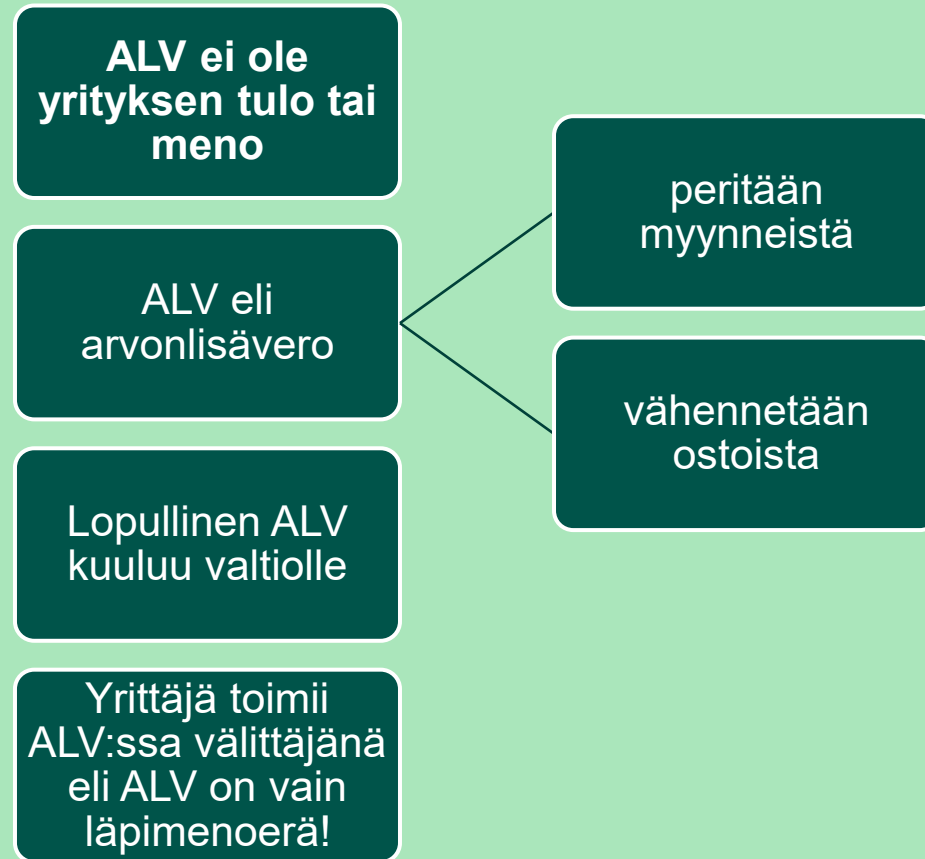 ALV ei ole
yrityksen tulo tai
meno
ALV eli
arvonlisävero
peritään
myynneistä
vähennetään
ostoista
Lopullinen ALV
kuuluu valtiolle
Yrittäjä toimii
ALV:ssa välittäjänä
eli ALV on vain
läpimenoerä!